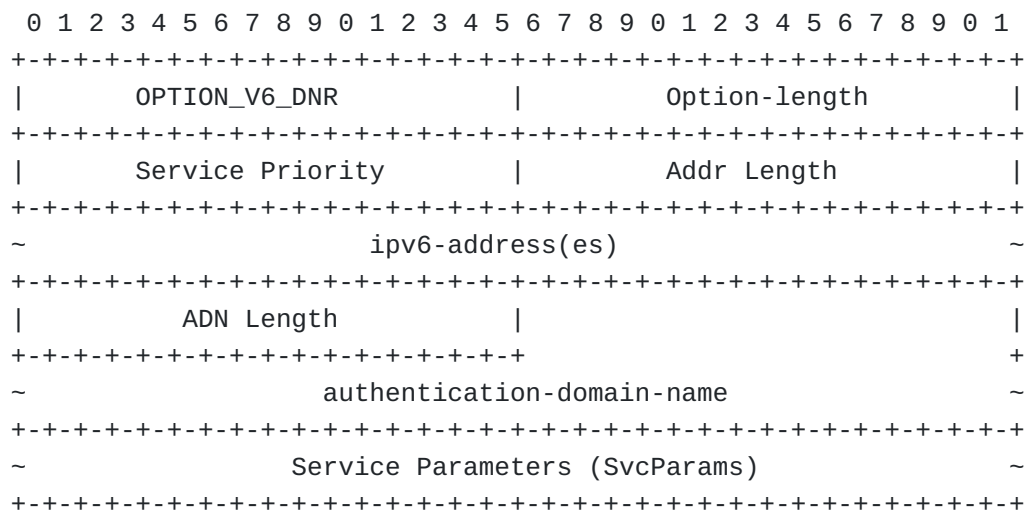 0 1 2 3 4 5 6 7 8 9 0 1 2 3 4 5 6 7 8 9 0 1 2 3 4 5 6 7 8 9 0 1
+-+-+-+-+-+-+-+-+-+-+-+-+-+-+-+-+-+-+-+-+-+-+-+-+-+-+-+-+-+-+-+-+
|       OPTION_V6_DNR           |         Option-length         |
+-+-+-+-+-+-+-+-+-+-+-+-+-+-+-+-+-+-+-+-+-+-+-+-+-+-+-+-+-+-+-+-+
|       Service Priority        |         Addr Length           |
+-+-+-+-+-+-+-+-+-+-+-+-+-+-+-+-+-+-+-+-+-+-+-+-+-+-+-+-+-+-+-+-+
~                      ipv6-address(es)                         ~
+-+-+-+-+-+-+-+-+-+-+-+-+-+-+-+-+-+-+-+-+-+-+-+-+-+-+-+-+-+-+-+-+
|          ADN Length           |                               |
+-+-+-+-+-+-+-+-+-+-+-+-+-+-+-+-+                               +
~                   authentication-domain-name                  ~
+-+-+-+-+-+-+-+-+-+-+-+-+-+-+-+-+-+-+-+-+-+-+-+-+-+-+-+-+-+-+-+-+
~                 Service Parameters (SvcParams)                ~
+-+-+-+-+-+-+-+-+-+-+-+-+-+-+-+-+-+-+-+-+-+-+-+-+-+-+-+-+-+-+-+-+